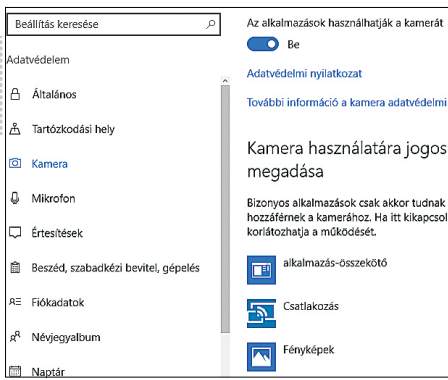 Beállítás keresése
Adatvédelem
Általános
Tartózkodási hely
Kamera
Mikrofon
Értesítések
Beszéd, szabadkézi bevitel, gépelés
Fiókadatok
Névjegyalbum
Naptár
Az alkalmazások használhatják a kamerát
Be
Adatvédelmi nyilatkozat
További információ a kamera adatvédelmi
Kamera használatára jogos
megadása
Bizonyos alkalmazások csak akkor tudnak
hozzáférnek a kamerához. Ha itt kikapcsol
korlátozhatja a működését.
alkalmazás-összekötő
Csatlakozás
Fényképek